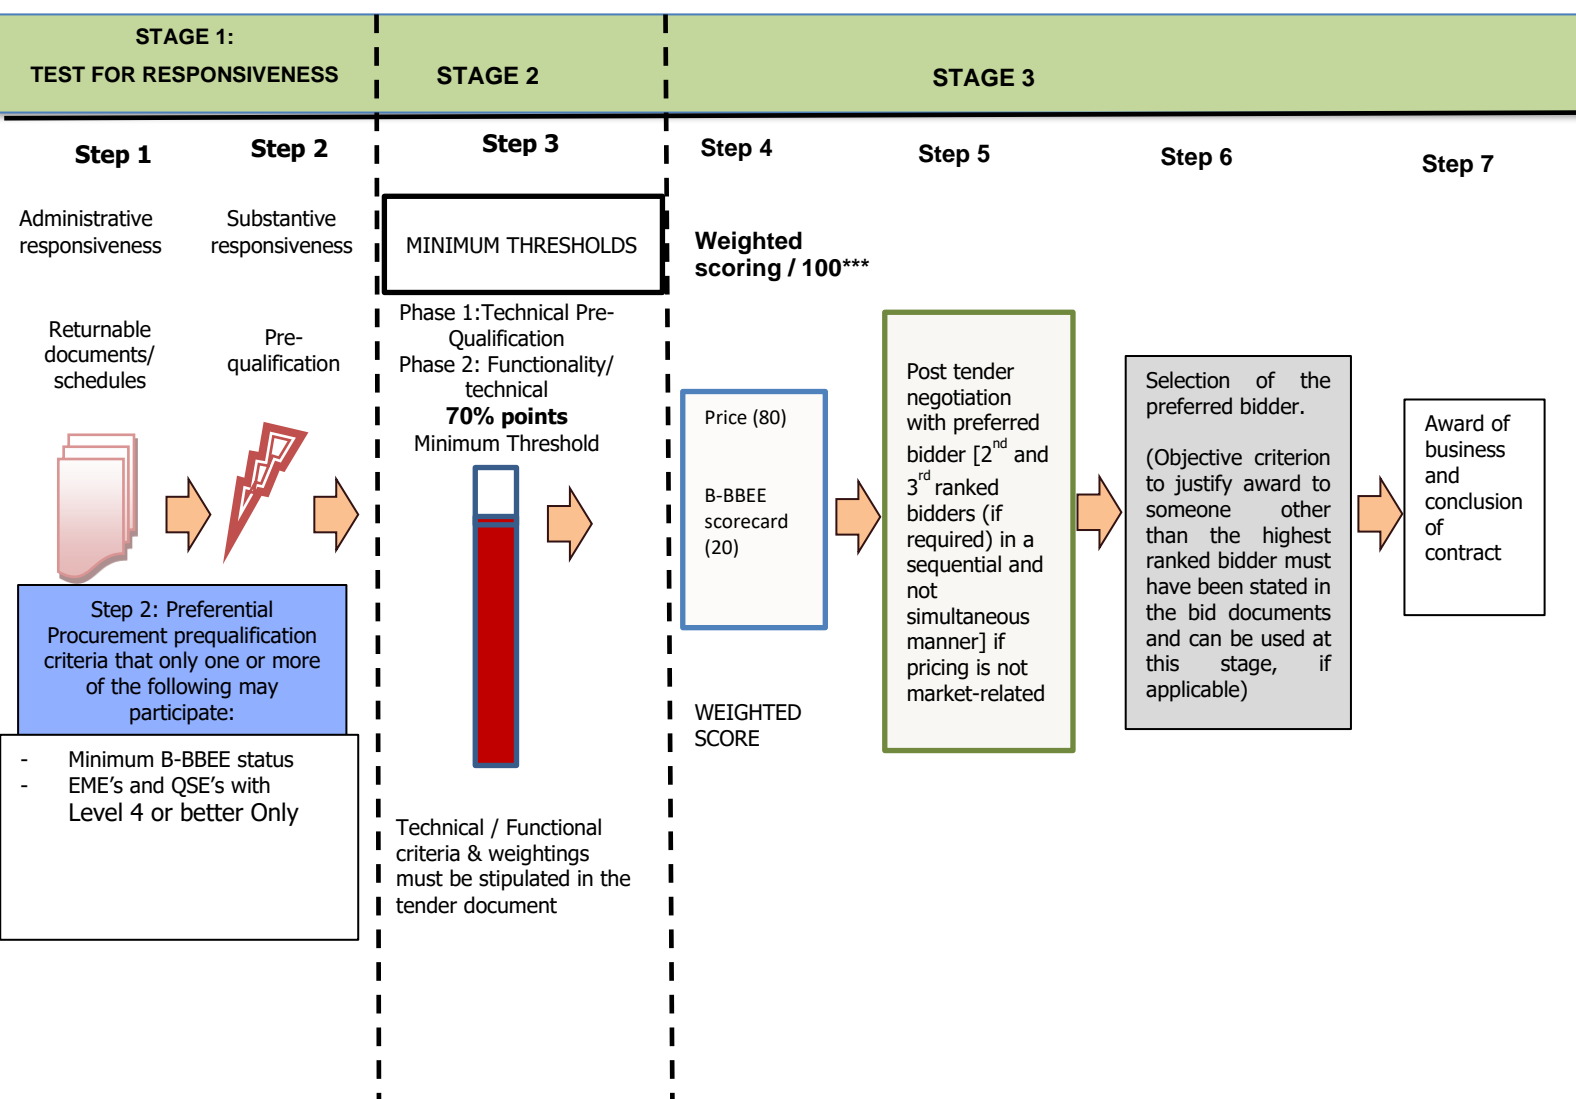 STAGE 1:
TEST FOR RESPONSIVENESS
STAGE 2
STAGE 3
Step 1
Administrative
responsiveness
Returnable
documents/
schedules
Step 2
Substantive
responsiveness
Pre-
qualification
Step 2: Preferential
Procurement prequalification
criteria that only one or more
of the following may
participate:
- Minimum B-BBEE status
- EME's and QSE's with
Level 4 or better Only
Step 3
MINIMUM THRESHOLDS
Phase 1:Technical Pre-
Qualification
Phase 2: Functionality/
technical
70% points
Minimum Threshold
Technical / Functional
criteria & weightings
must be stipulated in the
tender document
Step 4
Weighted
scoring / 100***
Price (80)
B-BBEE
scorecard
(20)
WEIGHTED
SCORE
Step 5
Post tender
negotiation
with preferred
bidder [2nd and
3rd ranked
bidders (if
required) in a
sequential and
not
simultaneous
manner] if
pricing is not
market-related
Step 6
Selection of the
preferred bidder.
(Objective criterion
to justify award to
someone other
than the highest
ranked bidder must
have been stated in
the bid documents
and can be used at
this stage, if
applicable)
Step 7
Award of
business
and
conclusion
of
contract